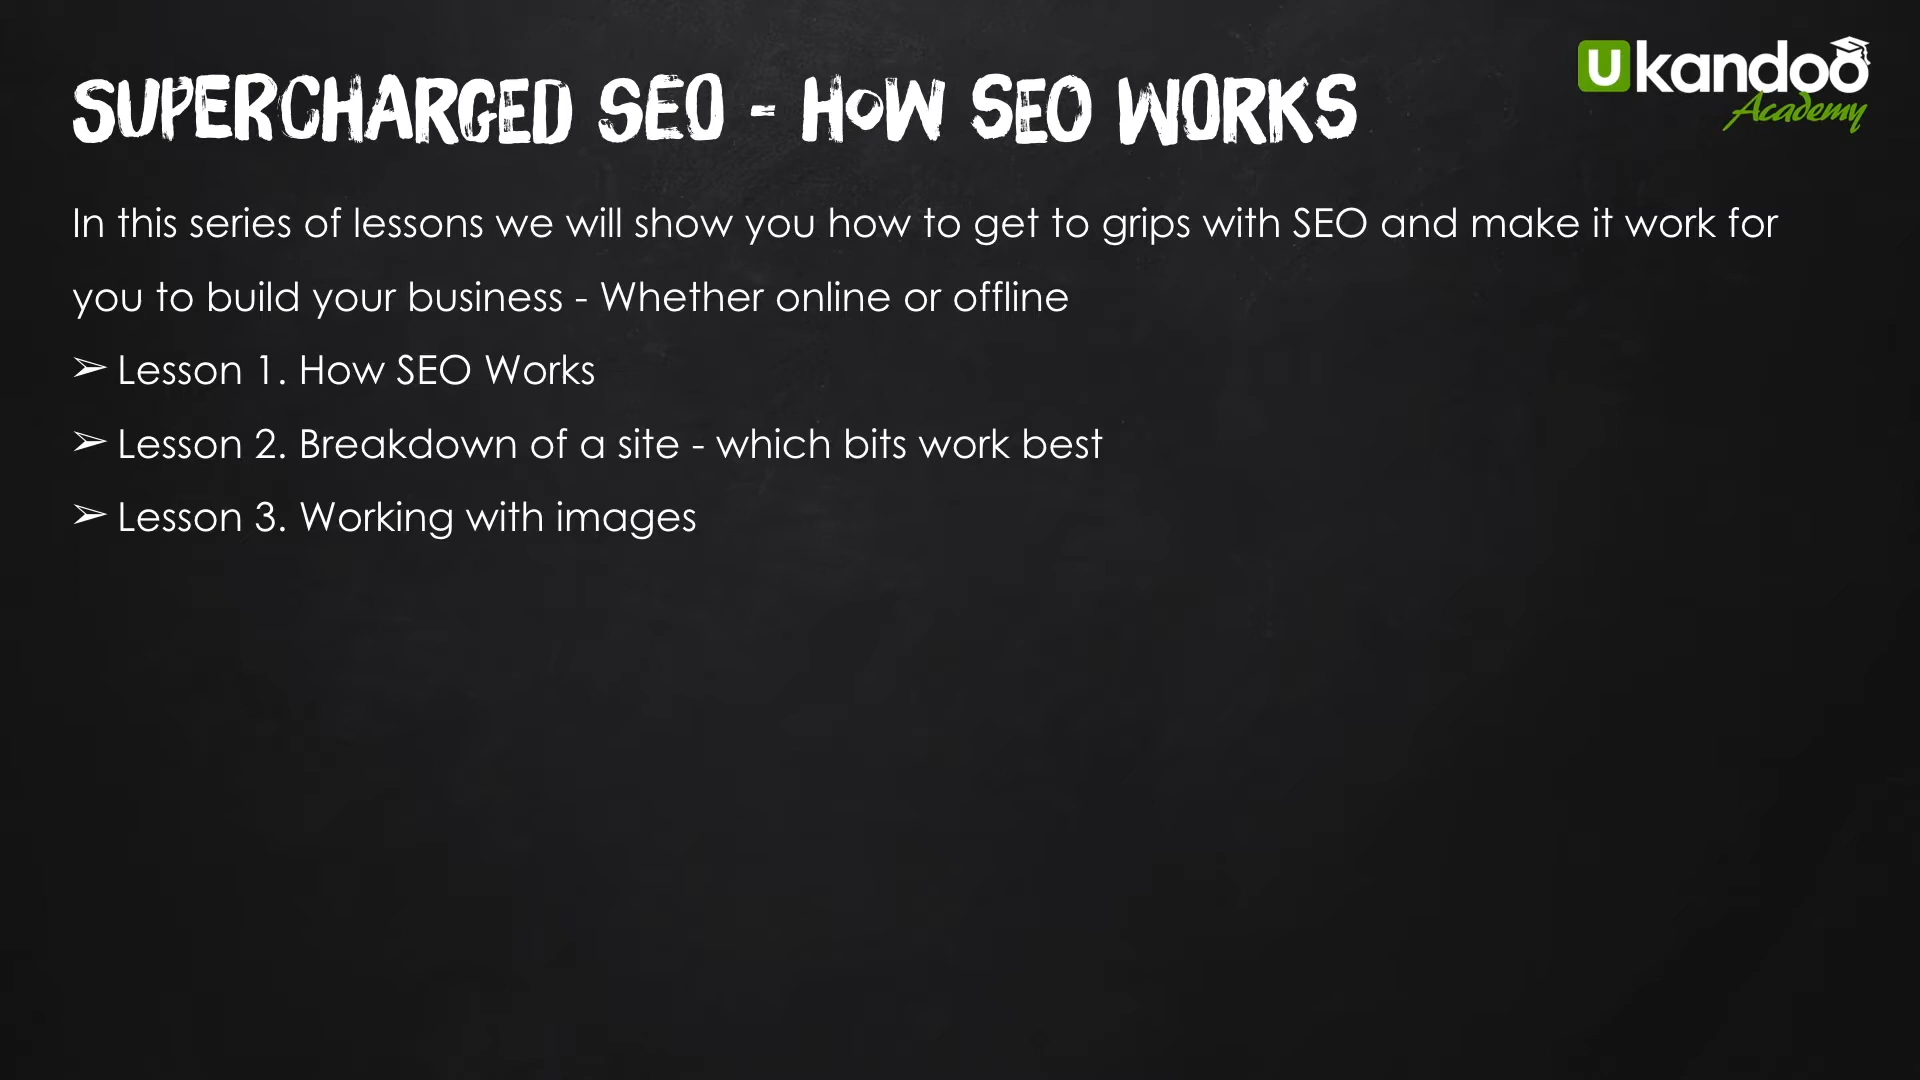 SUPERCHARGED SEO - HOW SEO WORKS
Ukandoo
Academy
In this series of lessons we will show you how to get to grips with SEO and make it work for
you to build your business - Whether online or offline
➢ Lesson 1. How SEO Works
➢ Lesson 2. Breakdown of a site - which bits work best
➢ Lesson 3. Working with images